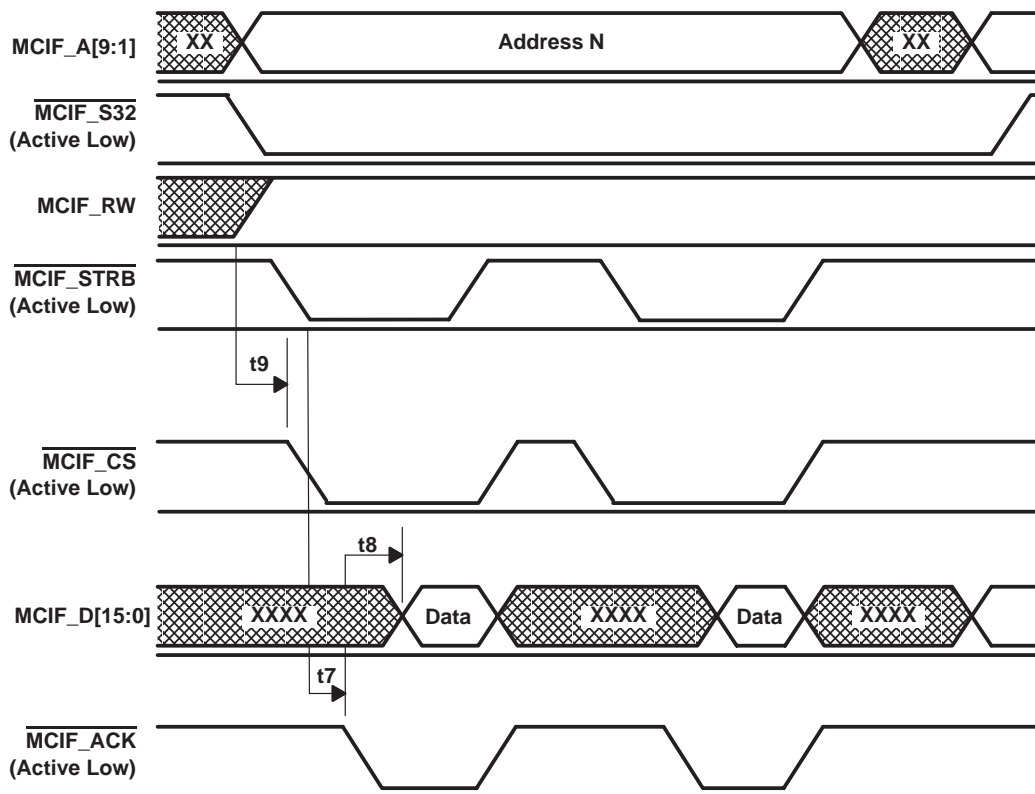 MCIF_A[9:1]
XX
Address N
XX
MCIF_S32
(Active Low)
MCIF_RW
MCIF_STRB
(Active Low)
t9
MCIF_CS
(Active Low)
t8
MCIF_D[15:0]
XXXX
Data
XXXX
Data
XXXX
t7
MCIF_ACK
(Active Low)